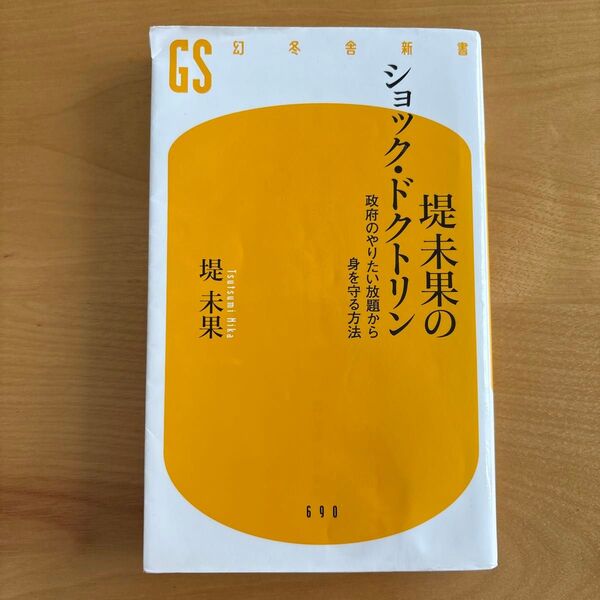 GS 幻冬舎新書
堤未果の
ショック・ドクトリン
政府のやりたい放題から
身を守る方法
堤 未果
Tsutsumi Mika
690